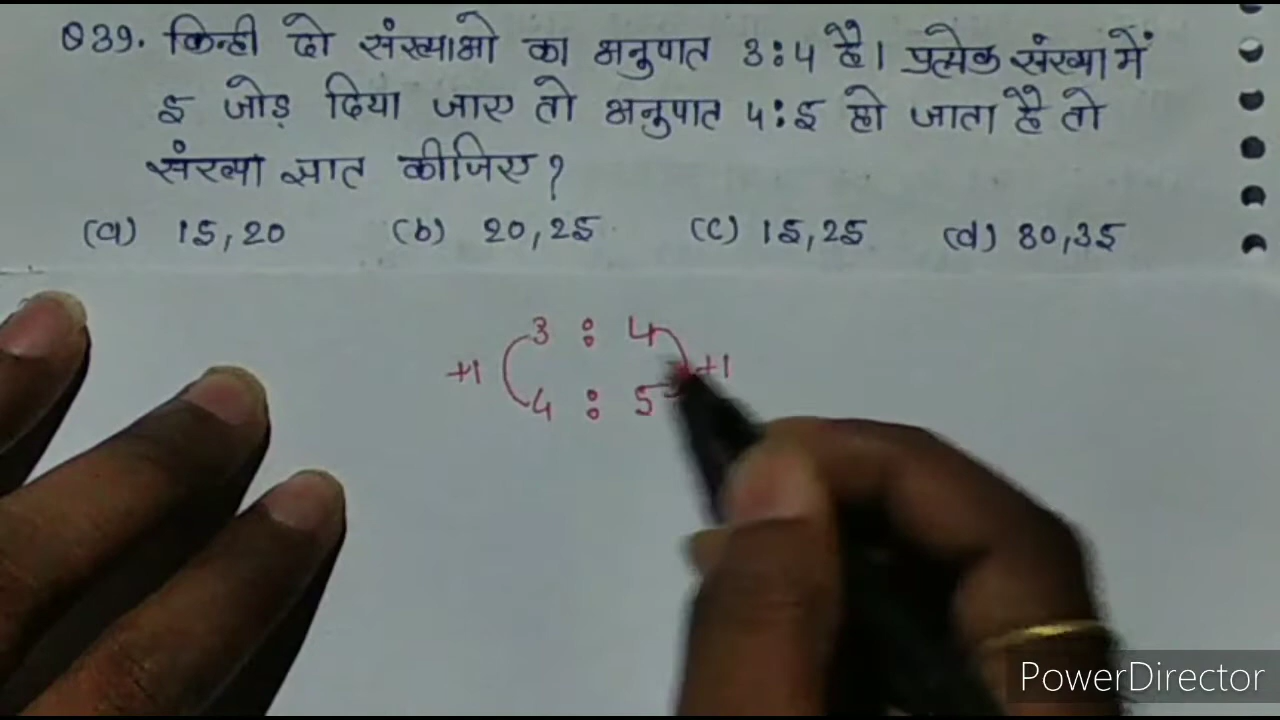 Q39. किन्ही दो संख्याओ का अनुपात 3:4 है। प्रत्येक संख्या में
5 जोड़ दिया जाए तो अनुपात 4:5 हो जाता है तो
संख्या ज्ञात कीजिए?
(a) 15,20 (b) 20,25 (c) 15,25 (d) 30,35
3 : 4
+1 +1
4 : 5
PowerDirector